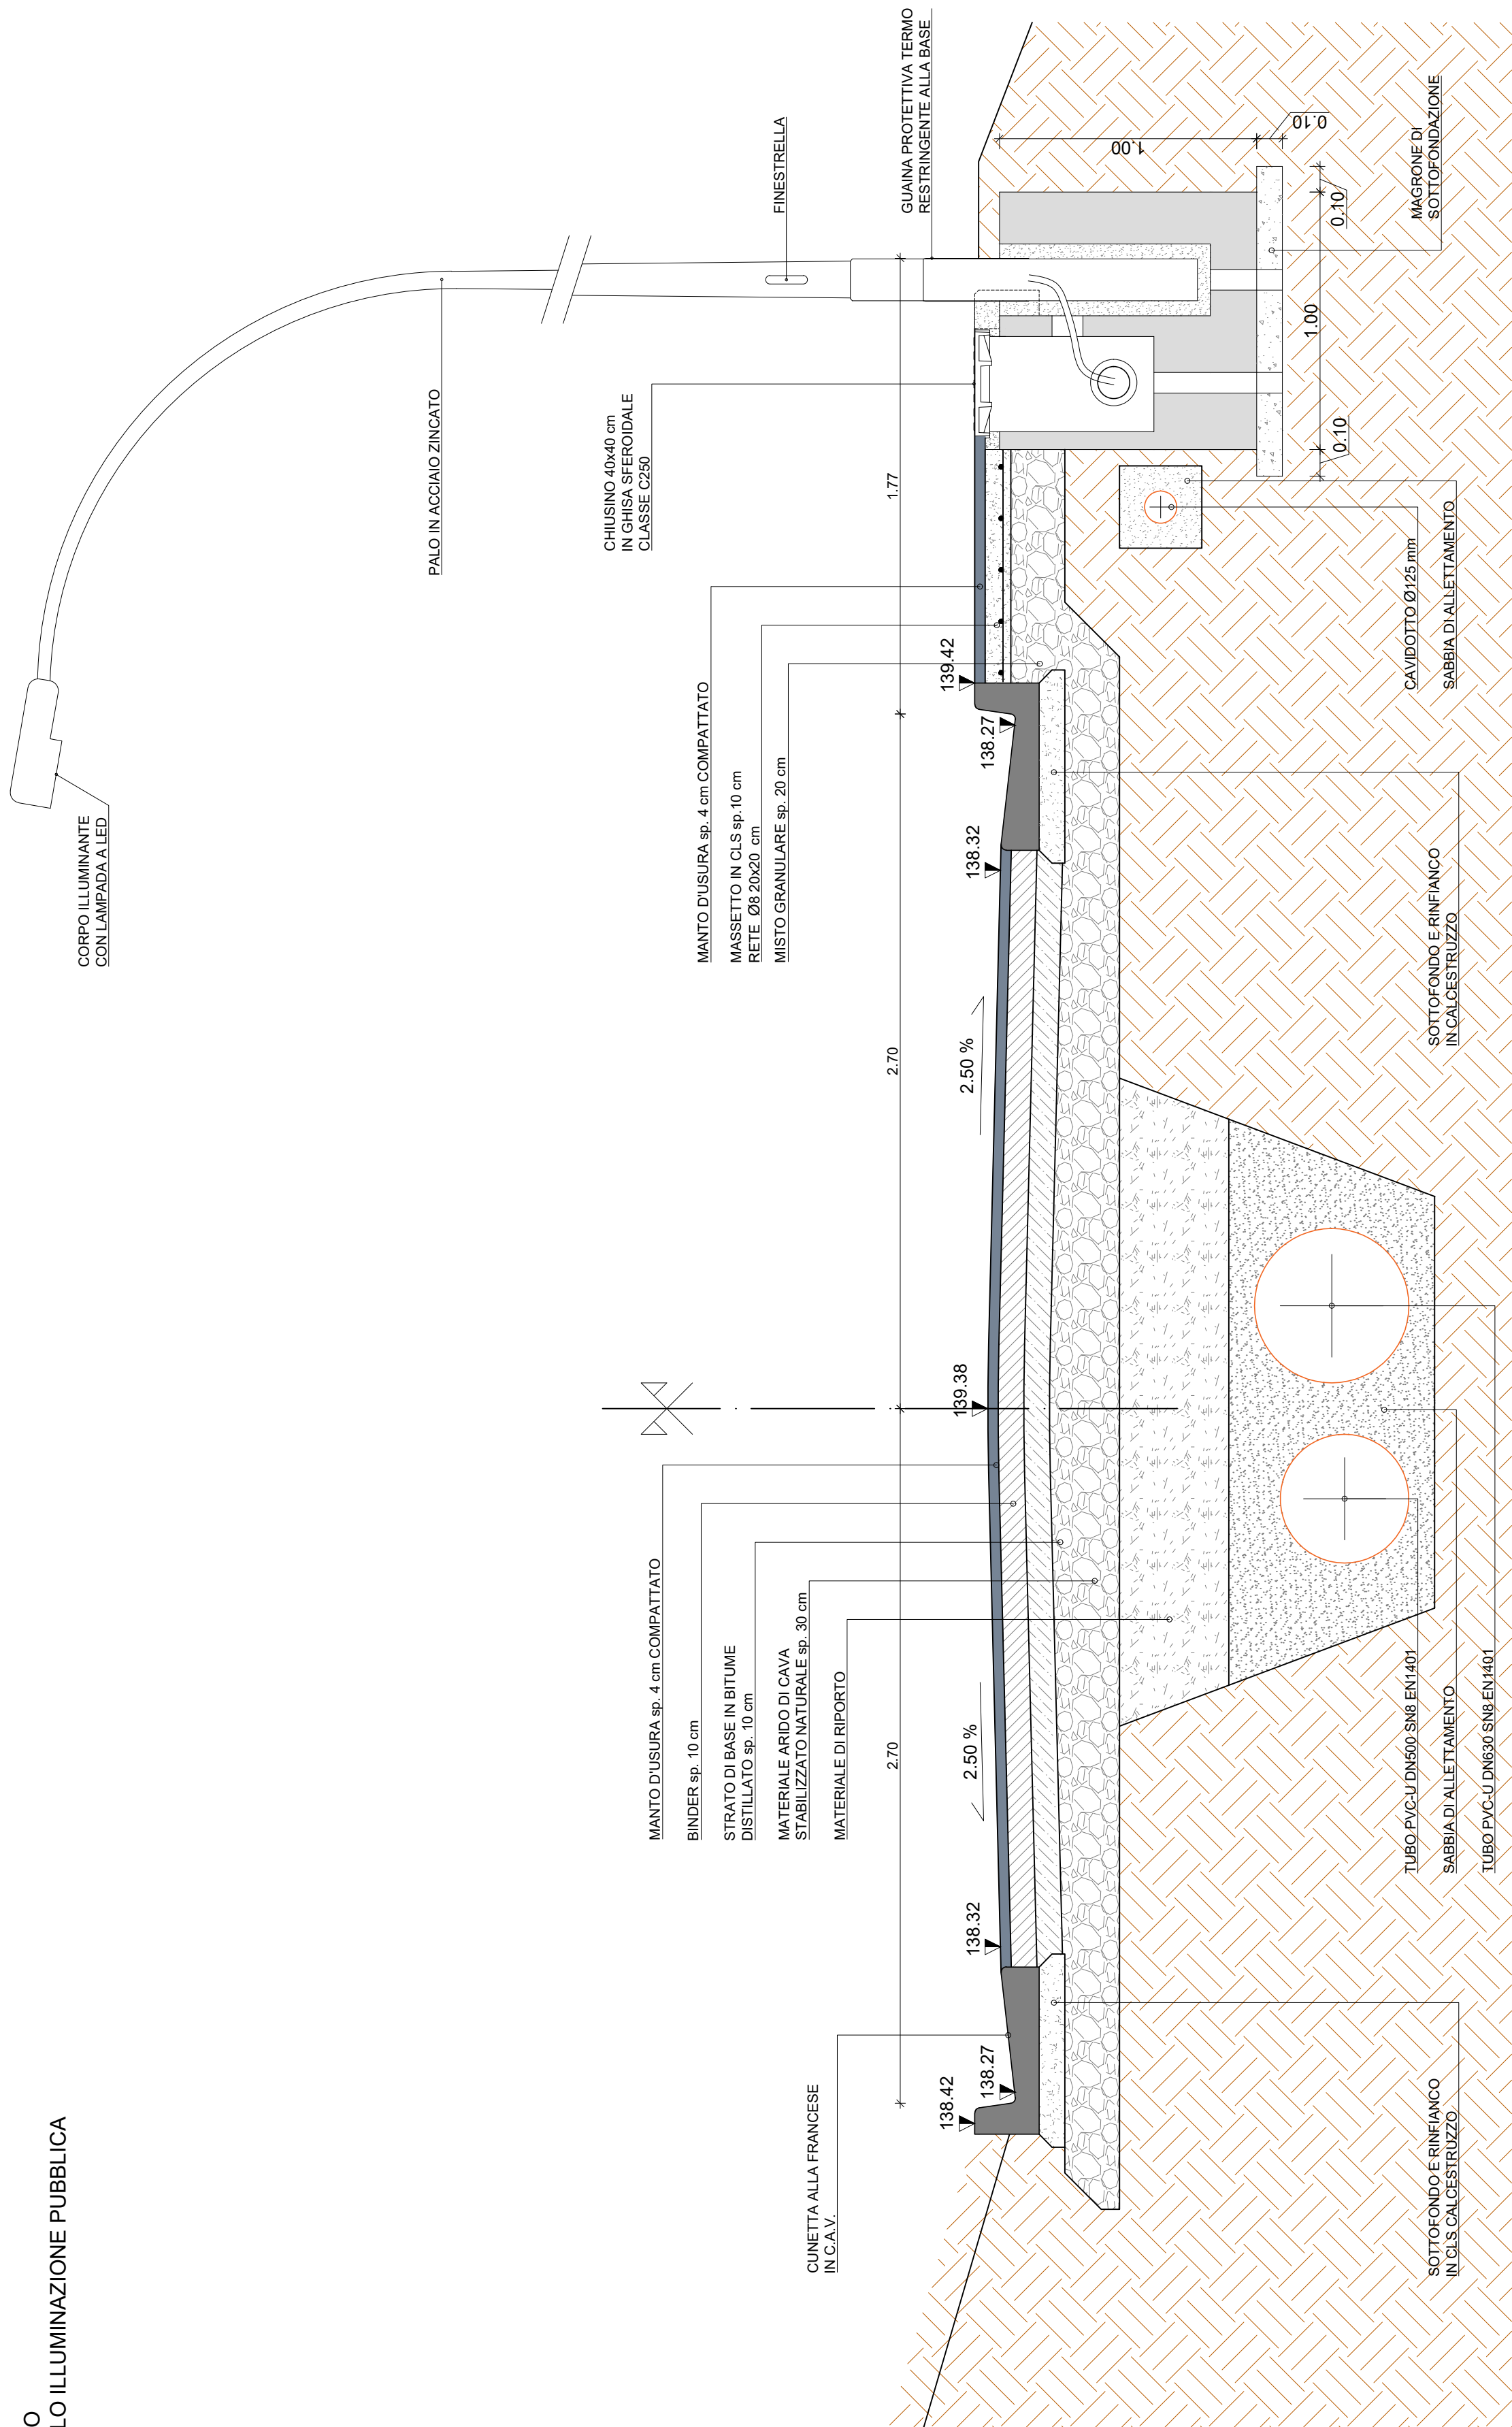 O
LO ILLUMINAZIONE PUBBLICA
CORPO ILLUMINANTE
CON LAMPADA A LED
PALO IN ACCIAIO ZINCATO
FINESTRELLA
GUAINA PROTETTIVA TERMO
RESTRINGENTE ALLA BASE
CHIUSINO 40x40 cm
IN GHISA SFEROIDALE
CLASSE C250
MANTO D'USURA sp. 4 cm COMPATTATO
MASSETTO IN CLS sp.10 cm
RETE Ø8 20x20 cm
MISTO GRANULARE sp. 20 cm
MANTO D'USURA sp. 4 cm COMPATTATO
BINDER sp. 10 cm
STRATO DI BASE IN BITUME
DISTILLATO sp. 10 cm
MATERIALE ARIDO DI CAVA
STABILIZZATO NATURALE sp. 30 cm
MATERIALE DI RIPORTO
CUNETTA ALLA FRANCESE
IN C.A.V.
2.70
2.70
1.77
138.42
138.27
138.32
2.50 %
139.38
2.50 %
138.32
138.27
139.42
1.00
0.10
0.10
1.00
0.10
MAGRONE DI
SOTTOFONDAZIONE
CAVIDOTTO Ø125 mm
SABBIA DI ALLETTAMENTO
SOTTOFONDO E RINFIANCO
IN CALCESTRUZZO
TUBO PVC-U DN500 SN8 EN1401
SABBIA DI ALLETTAMENTO
TUBO PVC-U DN630 SN8 EN1401
SOTTOFONDO E RINFIANCO
IN CLS CALCESTRUZZO